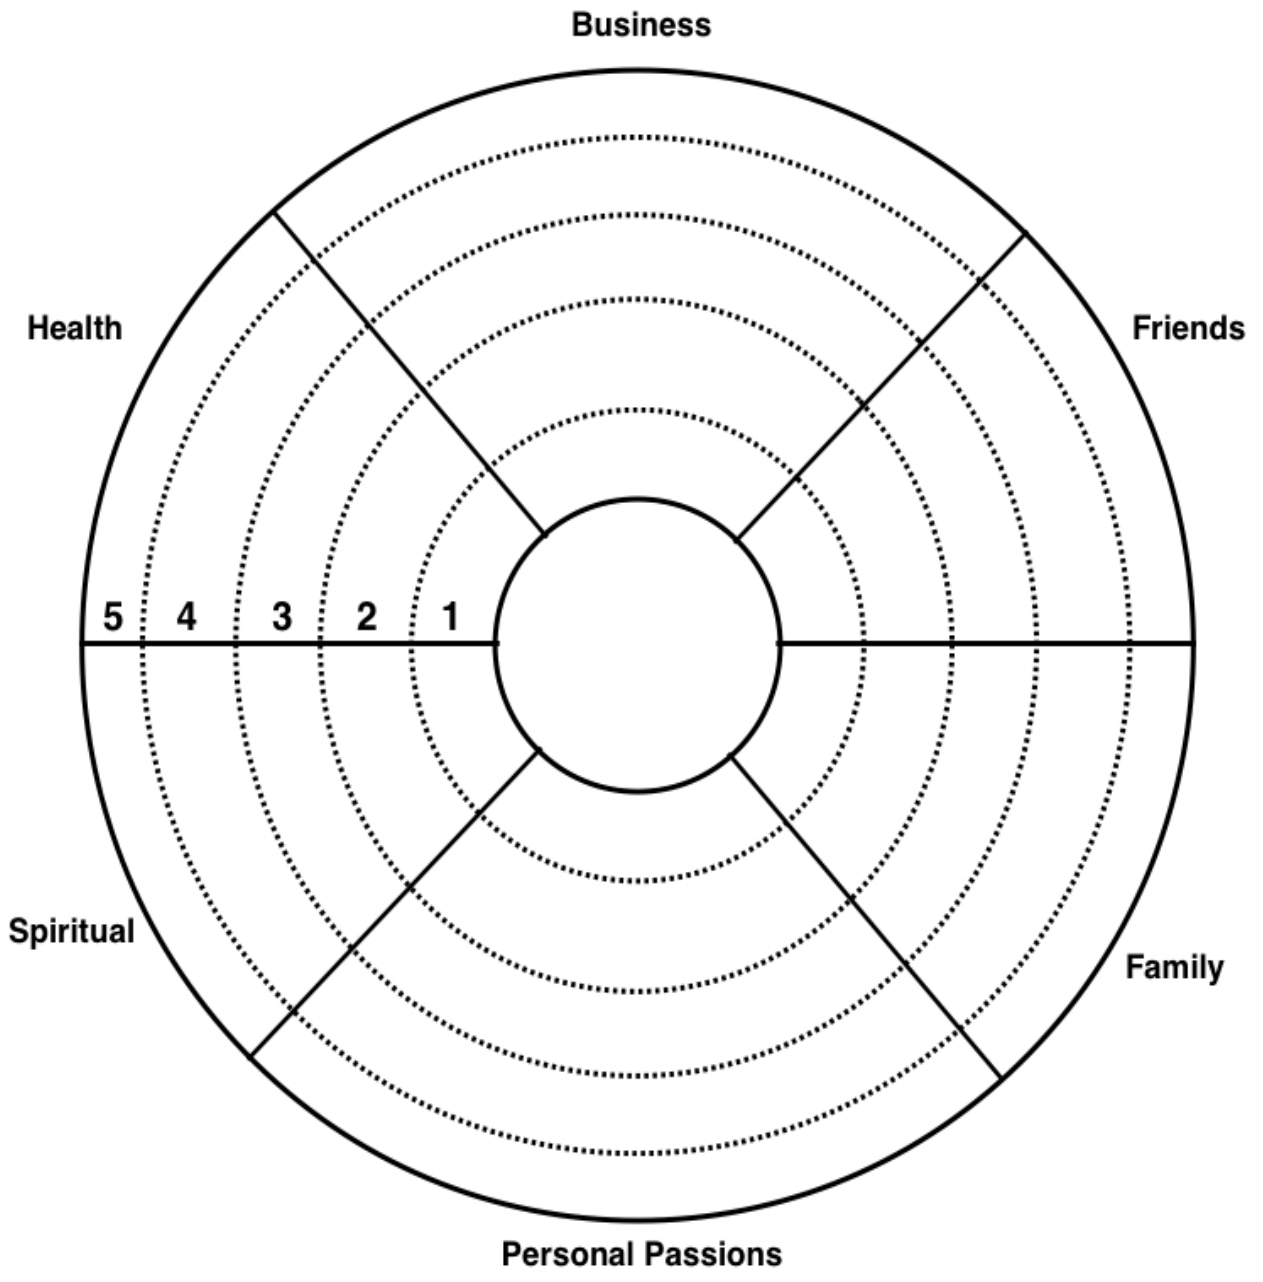 Business
Health
Friends
5 4 3 2 1
Spiritual
Family
Personal Passions